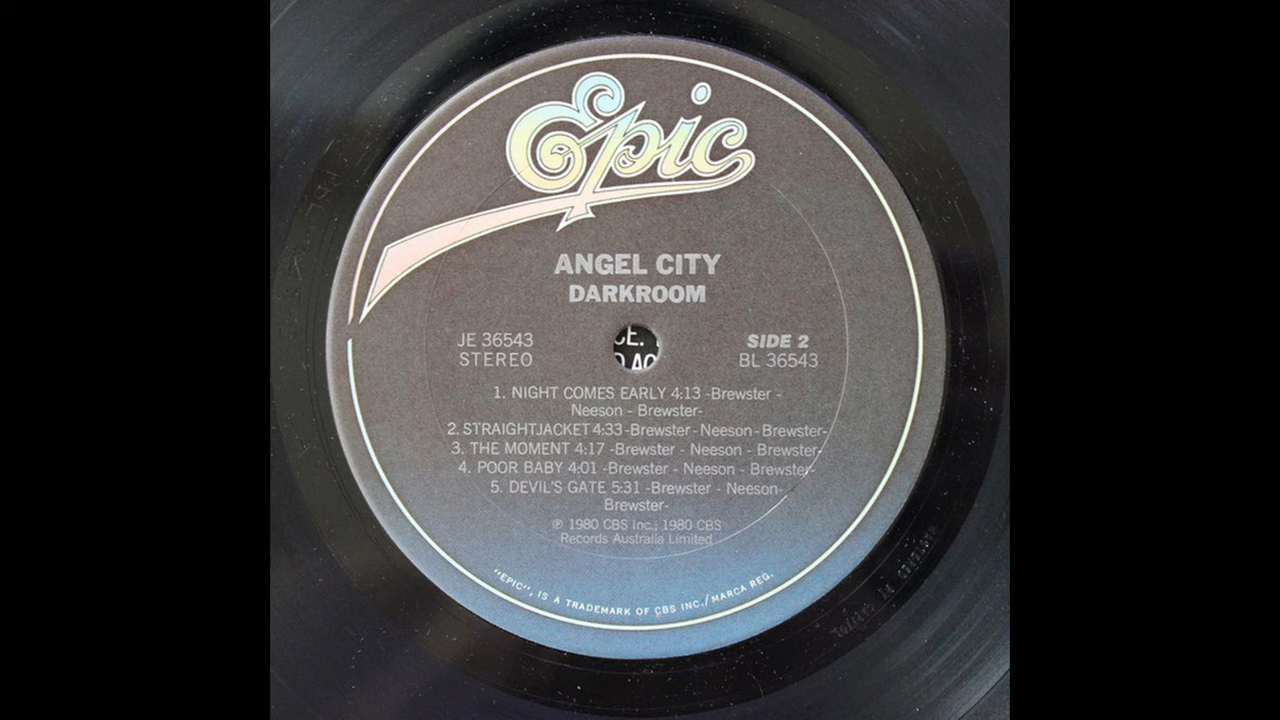 Epic
ANGEL CITY
DARKROOM
JE 36543
STEREO
SIDE 2
BL 36543
1. NIGHT COMES EARLY 4:13 -Brewster -
Neeson - Brewster-
2. STRAIGHTJACKET 4:33 -Brewster - Neeson - Brewster-
3. THE MOMENT 4:17 -Brewster - Neeson - Brewster-
4. POOR BABY 4:01 -Brewster - Neeson - Brewster-
5. DEVIL'S GATE 5:31 -Brewster - Neeson-
Brewster-
℗ 1980 CBS Inc.; 1980 CBS
Records Australia Limited
"EPIC", IS A TRADEMARK OF CBS INC./MARCA REG.